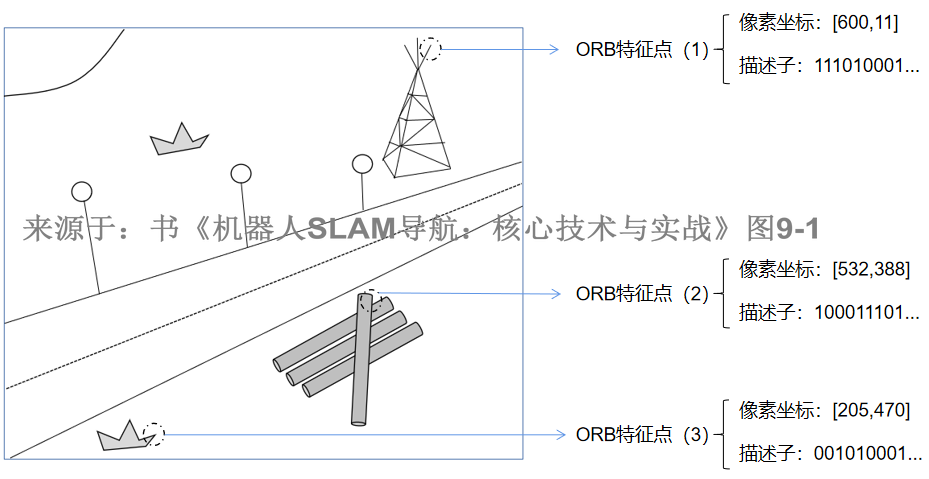 像素坐标：[600,11]
ORB特征点（1）
描述子：111010001...
来源于：书《机器人SLAM导航：核心技术与实战》图9-1
像素坐标：[532,388]
ORB特征点（2）
描述子：100011101...
像素坐标：[205,470]
ORB特征点（3）
描述子：001010001...